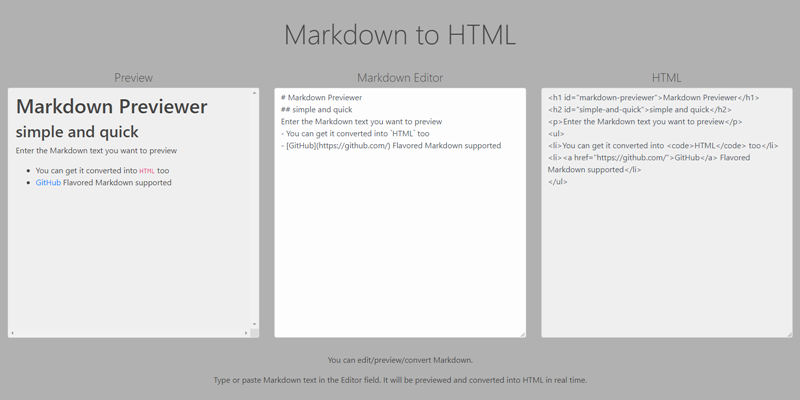 Markdown to HTML
Preview
Markdown Previewer
simple and quick
Enter the Markdown text you want to preview
You can get it converted into HTML too
GitHub Flavored Markdown supported
Markdown Editor
# Markdown Previewer
## simple and quick
Enter the Markdown text you want to preview
- You can get it converted into `HTML` too
- [GitHub](https://github.com/) Flavored Markdown supported
HTML
<h1 id="markdown-previewer">Markdown Previewer</h1>
<h2 id="simple-and-quick">simple and quick</h2>
<p>Enter the Markdown text you want to preview</p>
<ul>
<li>You can get it converted into <code>HTML</code> too</li>
<li><a href="https://github.com/">GitHub</a> Flavored
Markdown supported</li>
</ul>
You can edit/preview/convert Markdown.
Type or paste Markdown text in the Editor field. It will be previewed and converted into HTML in real time.